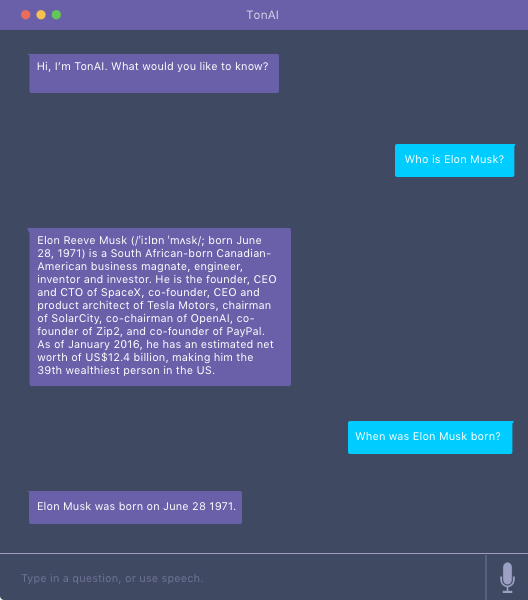 TonAI
Hi, I’m TonAI. What would you like to know?
Who is Elon Musk?
Elon Reeve Musk (/ˈiːlɒn ˈmʌsk/; born June
28, 1971) is a South African-born Canadian-
American business magnate, engineer,
inventor and investor. He is the founder, CEO
and CTO of SpaceX, co-founder, CEO and
product architect of Tesla Motors, chairman
of SolarCity, co-chairman of OpenAI, co-
founder of Zip2, and co-founder of PayPal.
As of January 2016, he has an estimated net
worth of US$12.4 billion, making him the
39th wealthiest person in the US.
When was Elon Musk born?
Elon Musk was born on June 28 1971.
Type in a question, or use speech.